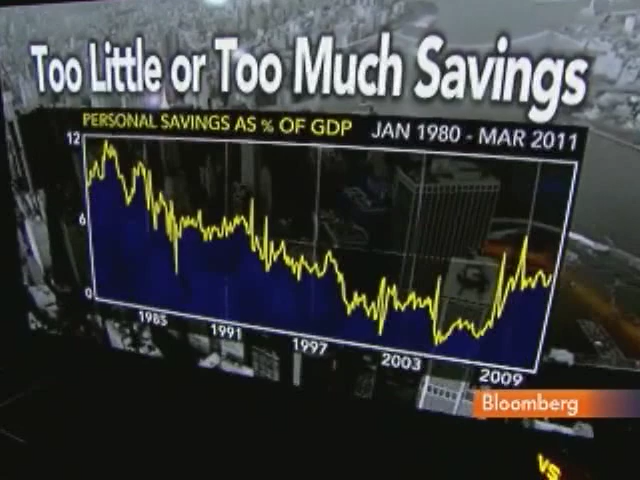 Too Little or Too Much Savings
PERSONAL SAVINGS AS % OF GDP JAN 1980 - MAR 2011
12
6
0
1985 1991 1997 2003 2009
Bloomberg
VS